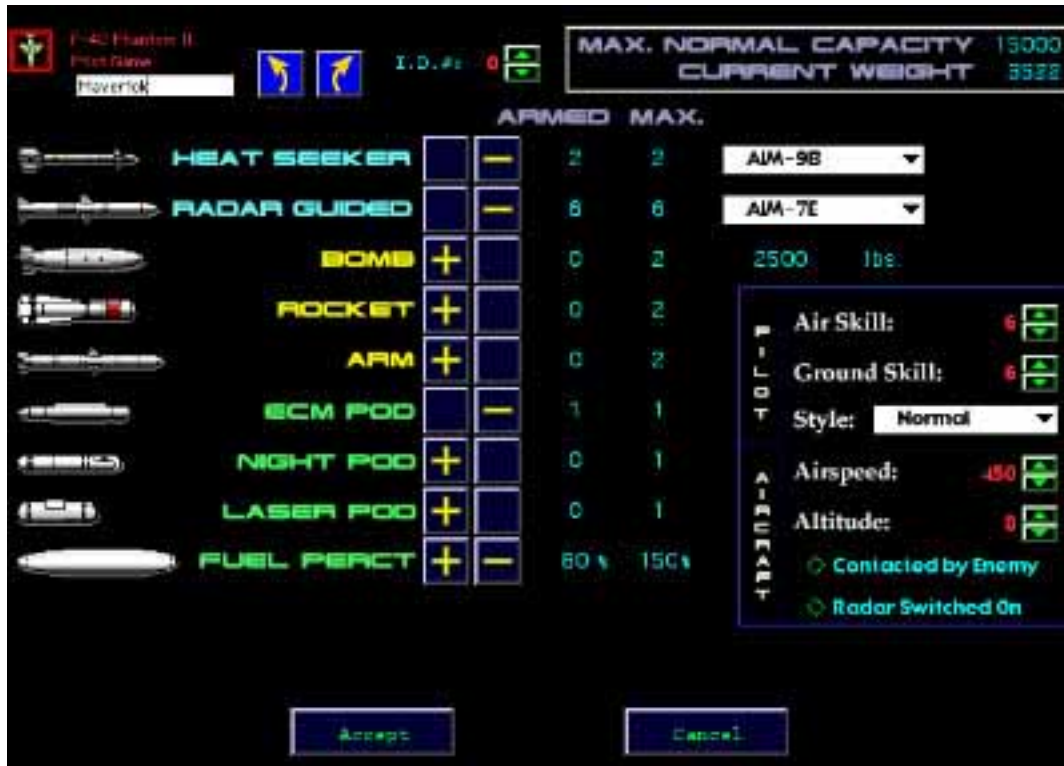 Phantom II
Pilot Name
Maverick
I.D.#: 0
MAX. NORMAL CAPACITY 15000
CURRENT WEIGHT
ARMED MAX.
HEAT SEEKER 2 2 AIM-9B
RADAR GUIDED 6 6 AIM-7E
BOMB 0 2 2500 lbs.
ROCKET 0 2
ARM 0 2
ECM POD 1 1
NIGHT POD 0 1
LASER POD 0 1
FUEL PERCT 60% 150%
PILOT
Air Skill: 6
Ground Skill: 6
Style: Normal
AIRCRAFT
Airspeed: 450
Altitude: 0
Contacted by Enemy
Radar Switched On
Accept Cancel